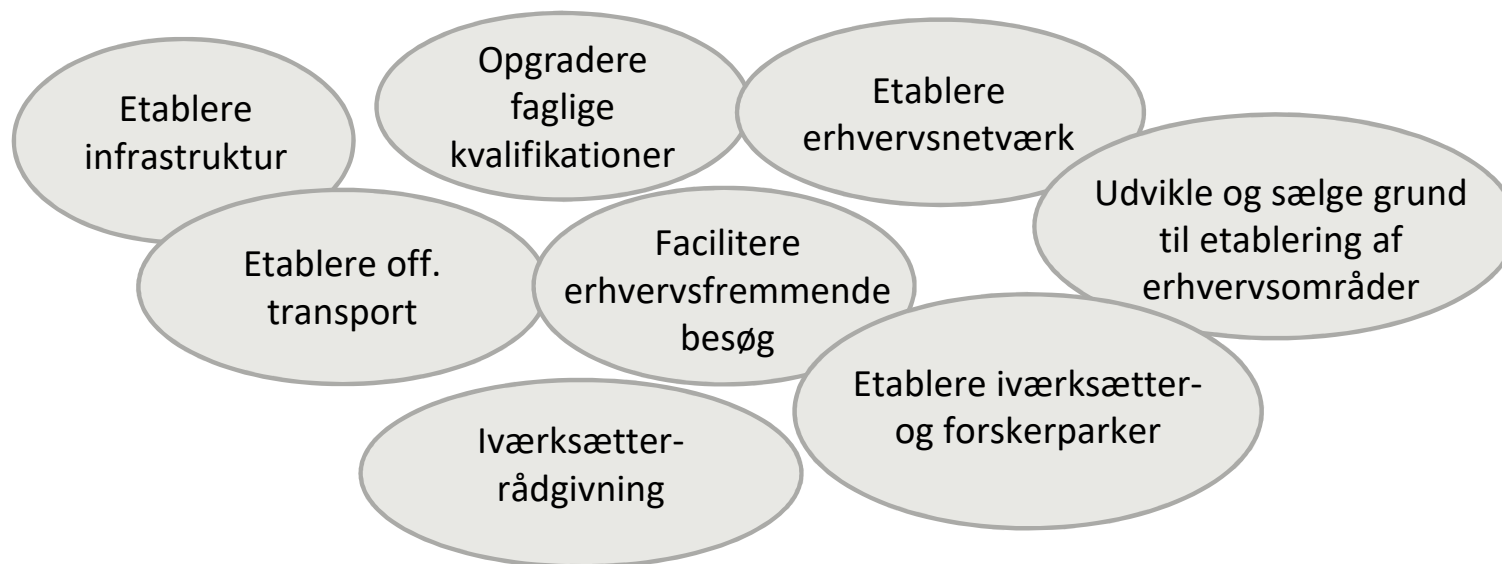 Etablere
infrastruktur
Opgradere
faglige
kvalifikationer
Etablere
erhvervsnetværk
Udvikle og sælge grund
til etablering af
erhvervsområder
Etablere off.
transport
Facilitere
erhvervsfremmende
besøg
Etablere iværksætter-
og forskerparker
Iværksætter-
rådgivning